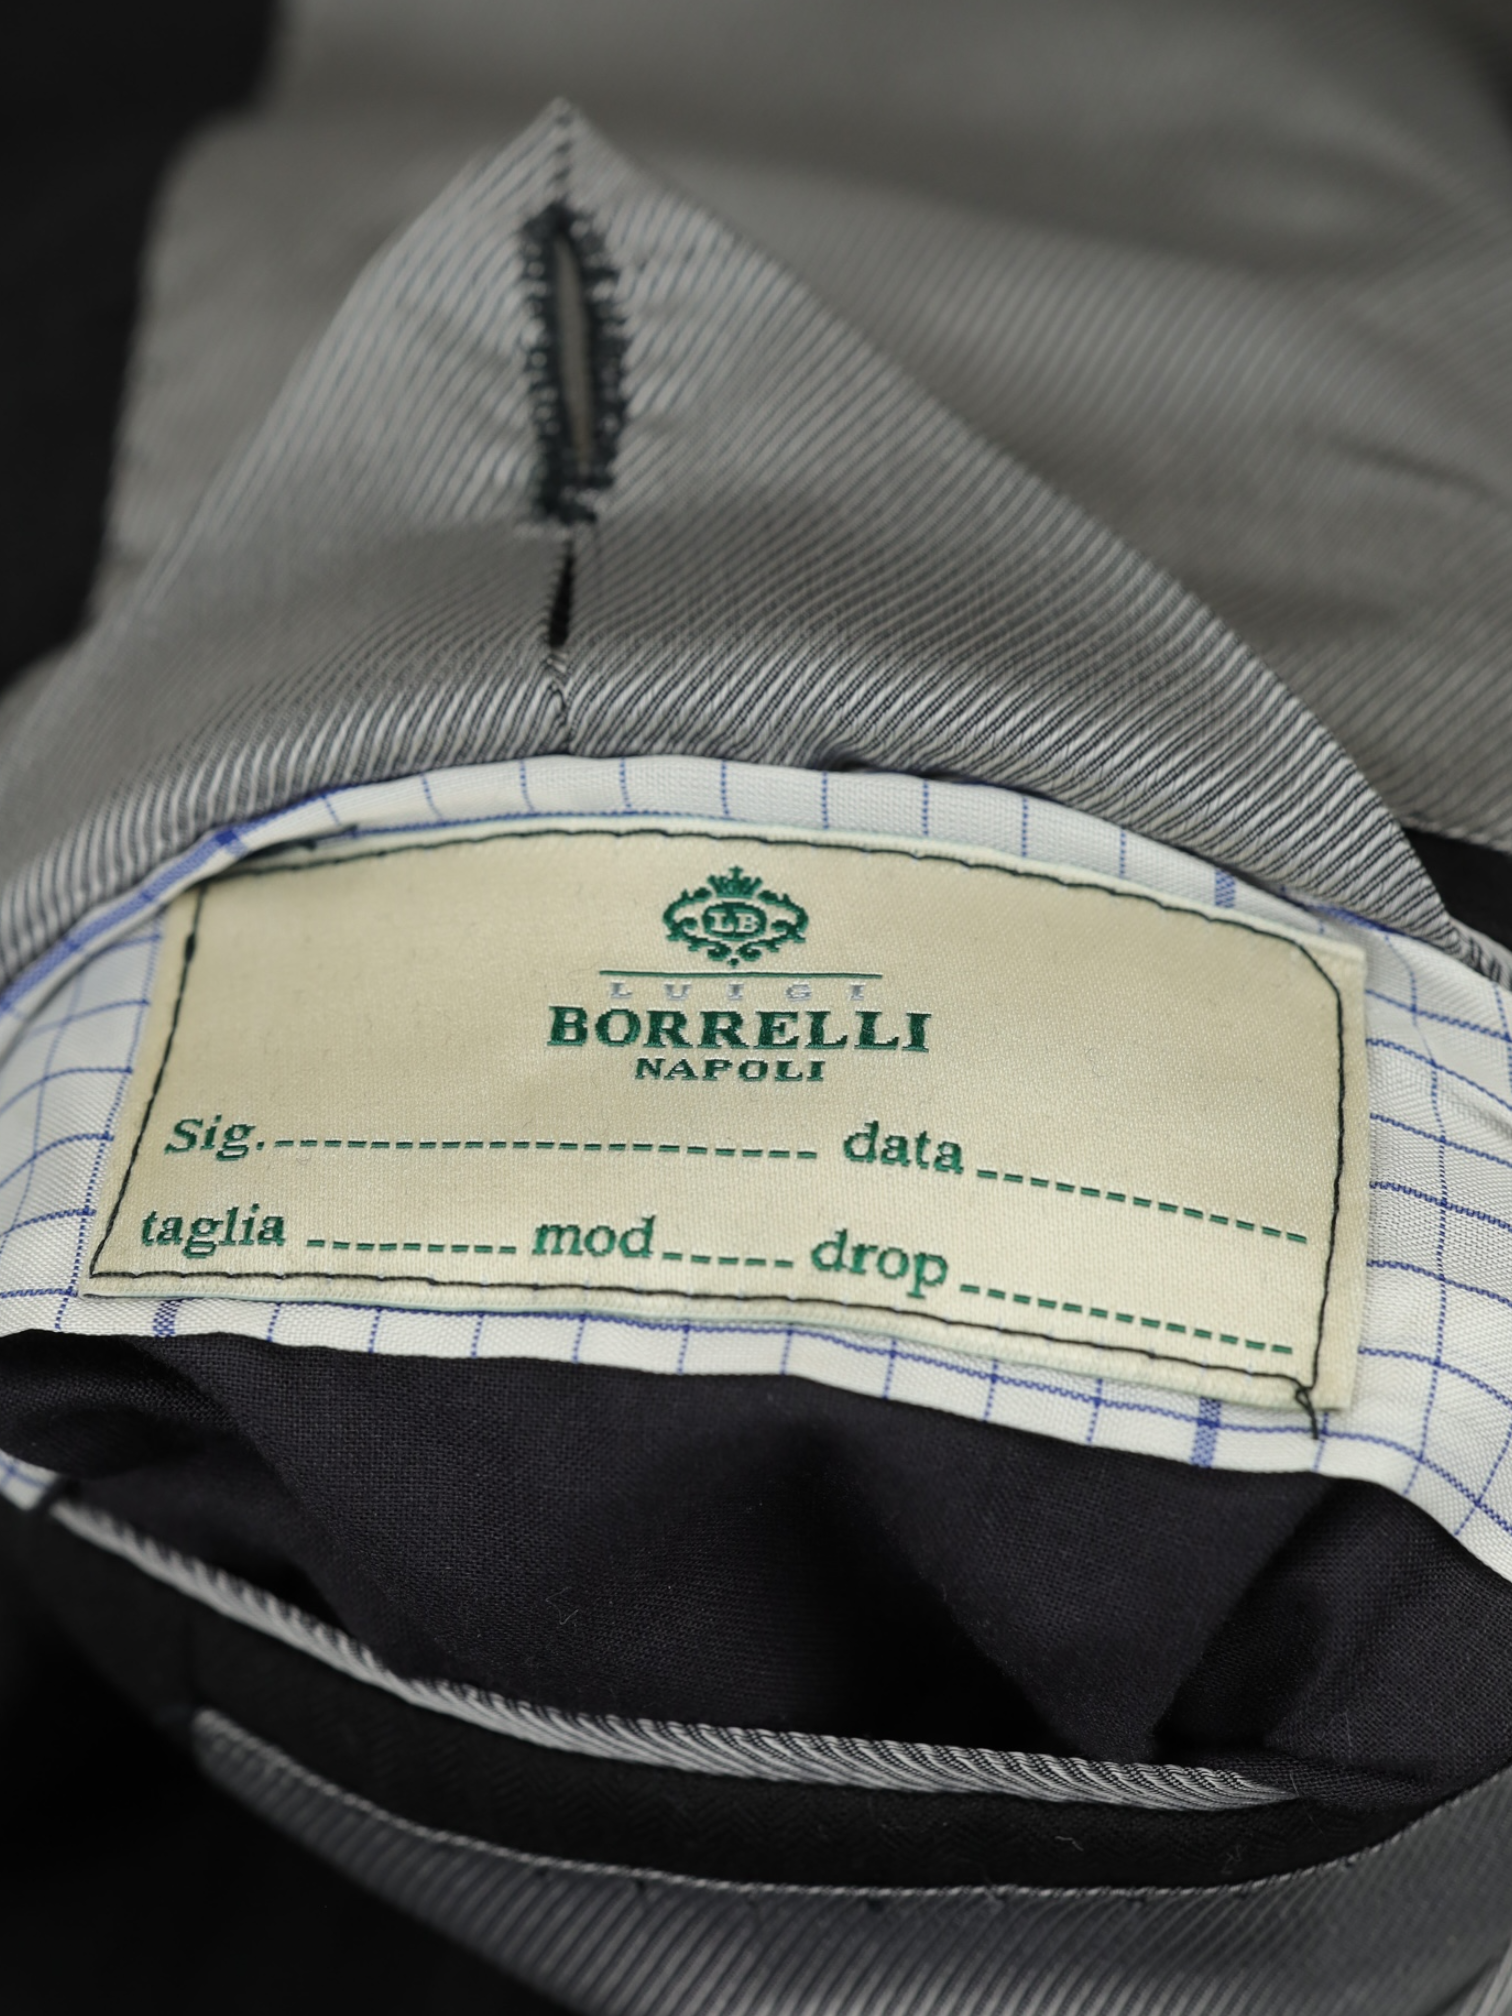 LB
LUIGI
BORRELLI
NAPOLI
Sig. data
taglia mod drop